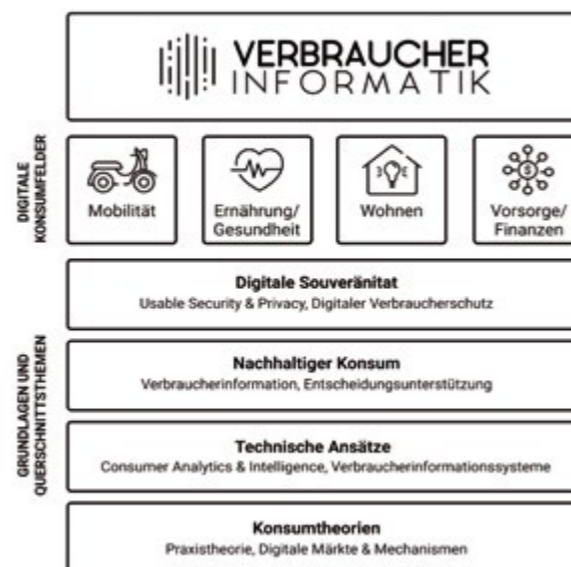 VERBRAUCHER
INFORMATIK
DIGITALE
KONSUMFELDER
Mobilität
Ernährung/
Gesundheit
Wohnen
Vorsorge/
Finanzen
GRUNDLAGEN UND
QUERSCHNITTSTHEMEN
Digitale Souveränitat
Usable Security & Privacy, Digitaler Verbraucherschutz
Nachhaltiger Konsum
Verbraucherinformation, Entscheidungsunterstützung
Technische Ansätze
Consumer Analytics & Intelligence, Verbraucherinformationssysteme
Konsumtheorien
Praxistheorie, Digitale Märkte & Mechanismen